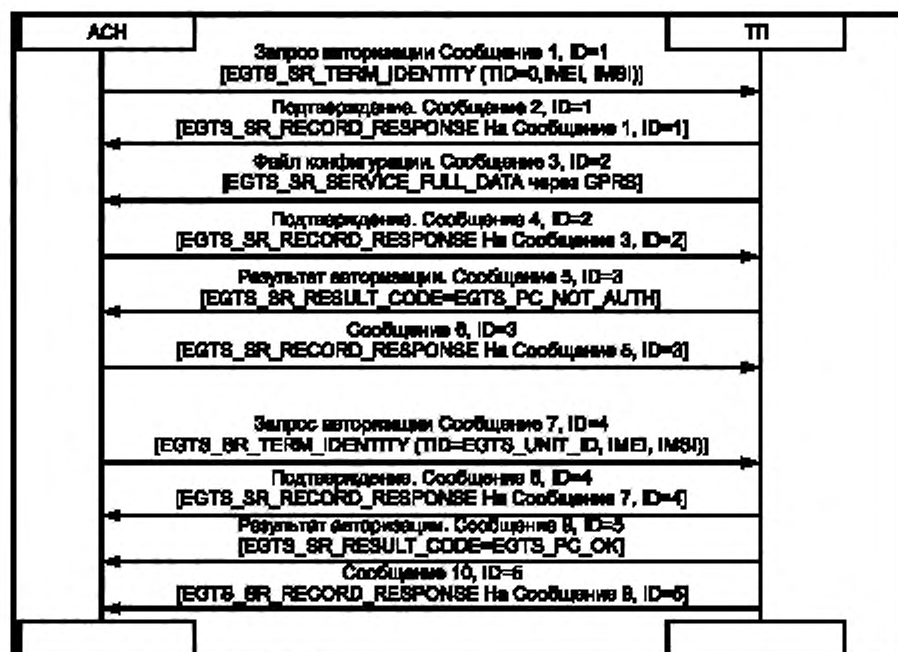 АСН
ТП
Запрос авторизации Сообщение 1, ID=1
[EGTS_SR_TERM_IDENTITY (TID=0,IMEI, IMSI)]
Подтверждение. Сообщение 2, ID=1
[EGTS_SR_RECORD_RESPONSE На Сообщение 1, ID=1]
Файл конфигурации. Сообщение 3, ID=2
[EGTS_SR_SERVICE_FULL_DATA через GPRS]
Подтверждение. Сообщение 4, ID=2
[EGTS_SR_RECORD_RESPONSE На Сообщение 3, ID=2]
Результат авторизации. Сообщение 5, ID=3
[EGTS_SR_RESULT_CODE=EGTS_PC_NOT_AUTH]
Сообщение 6, ID=3
[EGTS_SR_RECORD_RESPONSE На Сообщение 5, ID=3]
Запрос авторизации Сообщение 7, ID=4
[EGTS_SR_TERM_IDENTITY (TID=EGTS_UNIT_ID, IMEI, IMSI)]
Подтверждение. Сообщение 8, ID=4
[EGTS_SR_RECORD_RESPONSE На Сообщение 7, ID=4]
Результат авторизации. Сообщение 9, ID=5
[EGTS_SR_RESULT_CODE=EGTS_PC_OK]
Сообщение 10, ID=5
[EGTS_SR_RECORD_RESPONSE На Сообщение 9, ID=5]